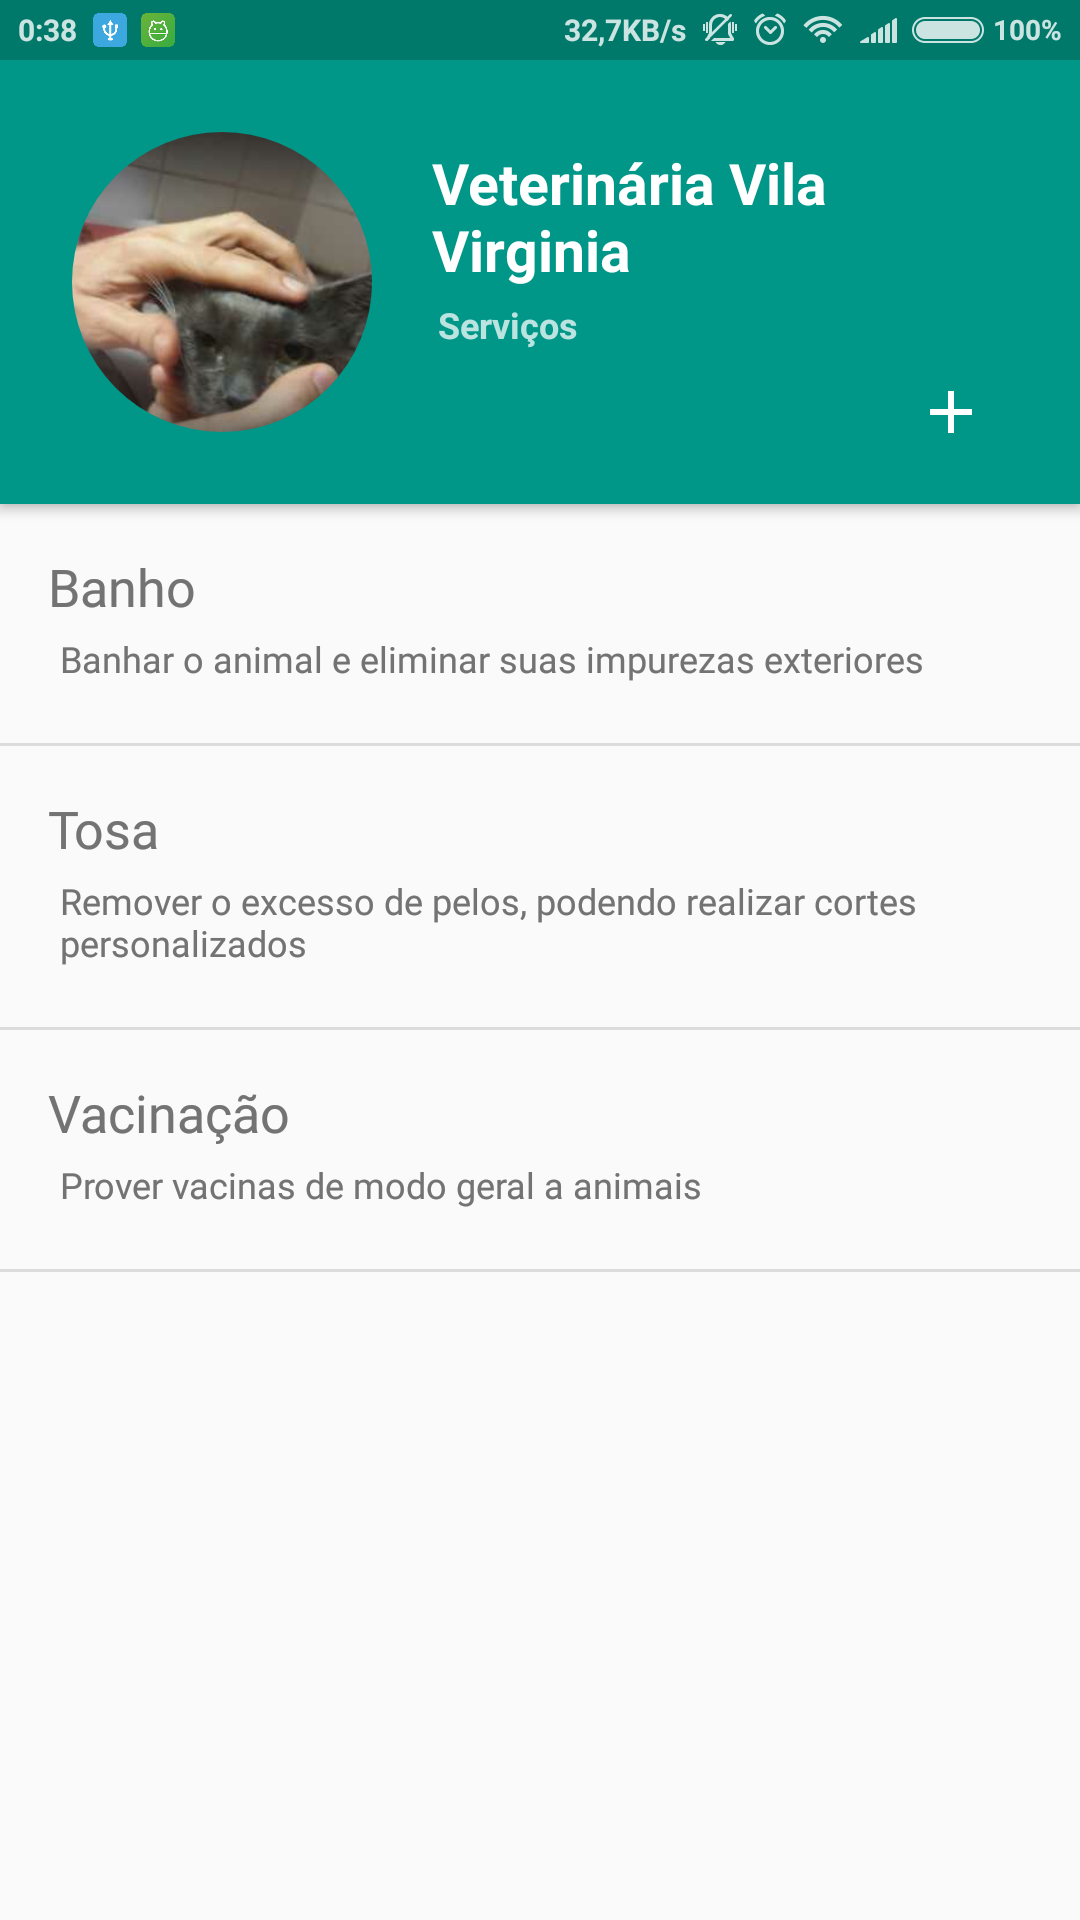 0:38 32,7KB/s 100%
Veterinária Vila
Virginia
Serviços
Banho
Banhar o animal e eliminar suas impurezas exteriores
Tosa
Remover o excesso de pelos, podendo realizar cortes
personalizados
Vacinação
Prover vacinas de modo geral a animais